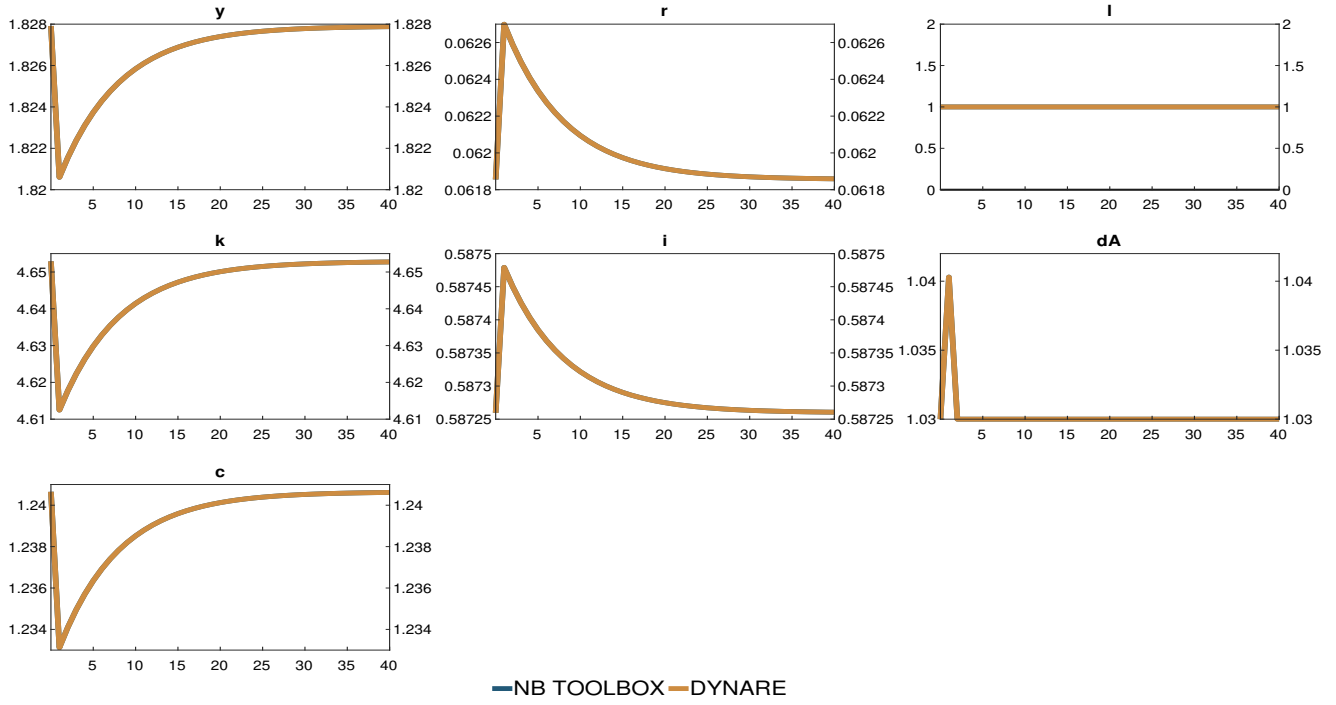 y
1.828 1.828
1.826 1.826
1.824 1.824
1.822 1.822
1.82 1.82
5 10 15 20 25 30 35 40
r
0.0626 0.0626
0.0624 0.0624
0.0622 0.0622
0.062 0.062
0.0618 0.0618
5 10 15 20 25 30 35 40
l
2 2
1.5 1.5
1 1
0.5 0.5
0 0
5 10 15 20 25 30 35 40
k
4.65 4.65
4.64 4.64
4.63 4.63
4.62 4.62
4.61 4.61
5 10 15 20 25 30 35 40
i
0.5875 0.5875
0.58745 0.58745
0.5874 0.5874
0.58735 0.58735
0.5873 0.5873
0.58725 0.58725
5 10 15 20 25 30 35 40
dA
1.04 1.04
1.035 1.035
1.03 1.03
5 10 15 20 25 30 35 40
c
1.24 1.24
1.238 1.238
1.236 1.236
1.234 1.234
5 10 15 20 25 30 35 40
NB TOOLBOX DYNARE